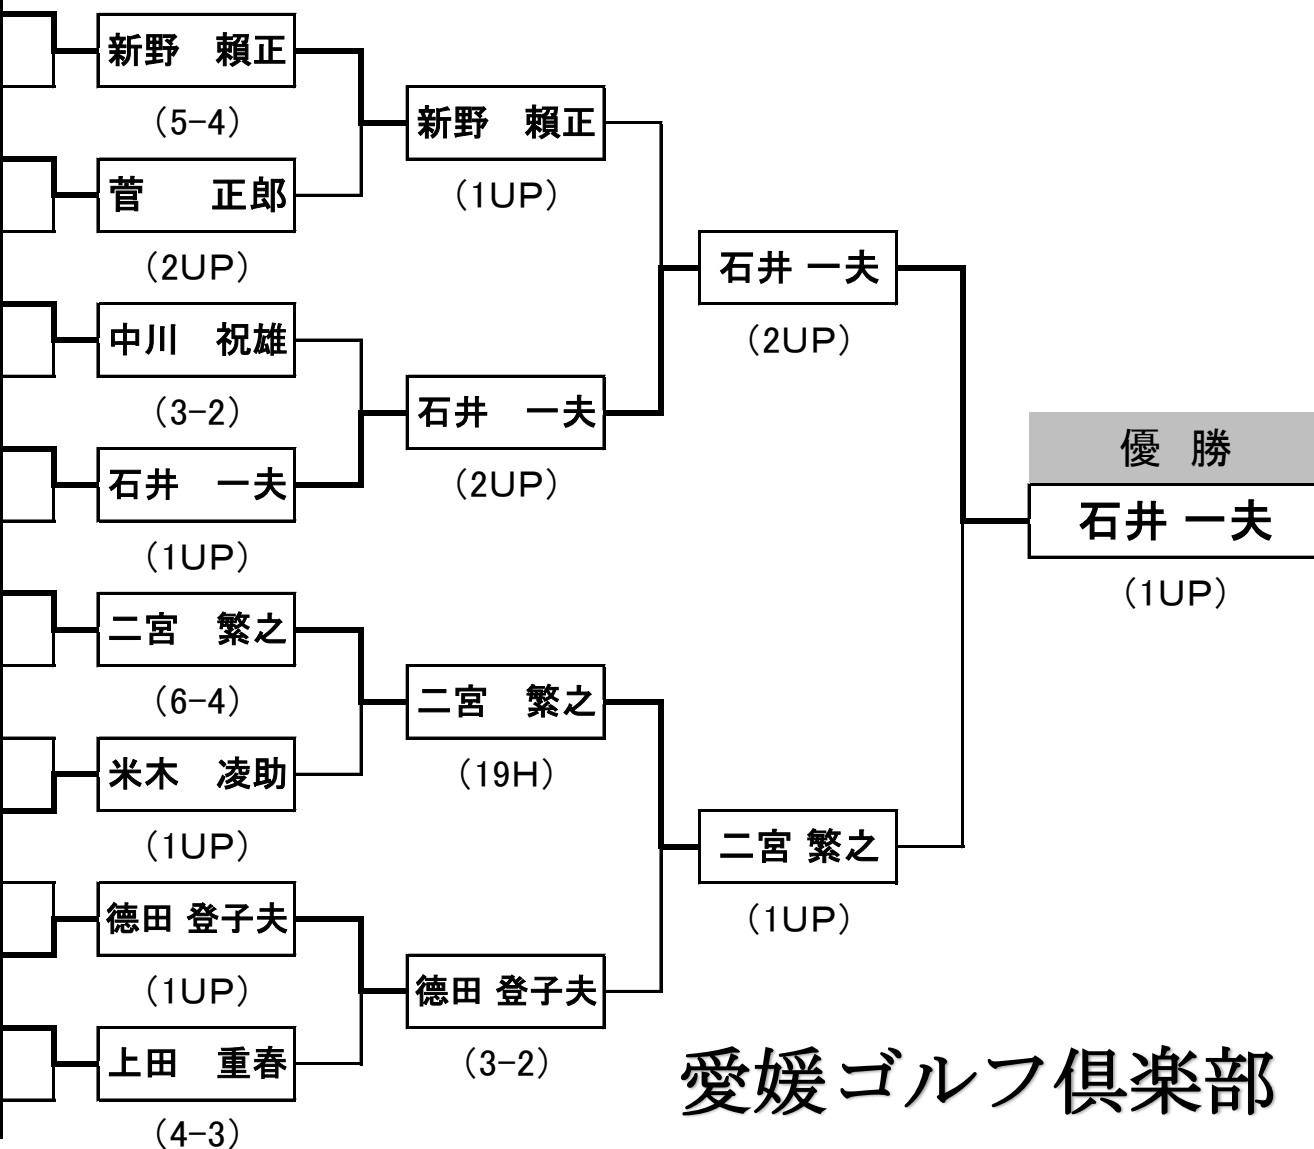 新野　頼正
（5-4）
菅　　正郎
（2UP）
中川　祝雄
（3-2）
石井　一夫
（1UP）
二宮　繁之
（6-4）
米木　凌助
（1UP）
德田 登子夫
（1UP）
上田　重春
（4-3）
新野　頼正
（1UP）
石井　一夫
（2UP）
二宮　繁之
（19H）
德田 登子夫
（3-2）
石井 一夫
（2UP）
二宮 繁之
（1UP）
優 勝
石井 一夫
（1UP）
愛媛ゴルフ倶楽部